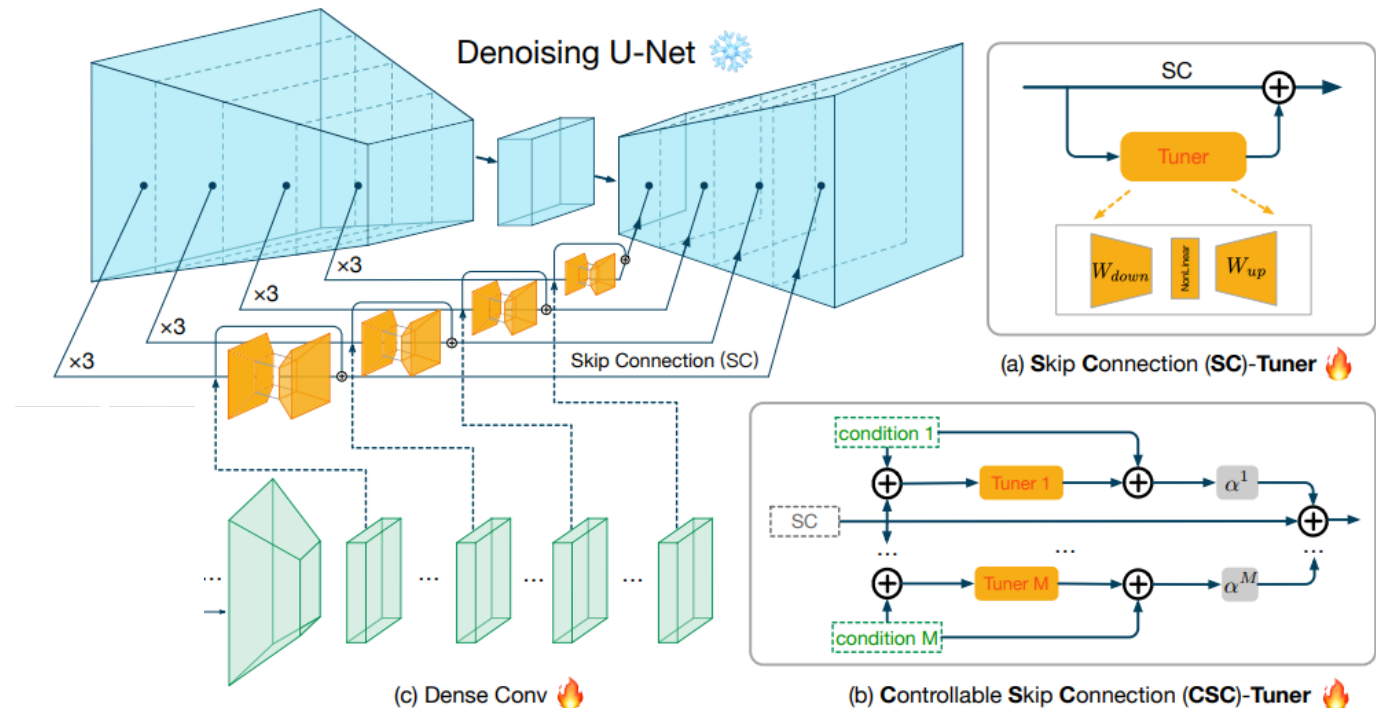 Denoising U-Net
×3
×3
×3
×3
Skip Connection (SC)
SC
Tuner
W_down
NonLinear
W_up
(a) Skip Connection (SC)-Tuner
condition 1
Tuner 1
α^1
SC
...
...
...
Tuner M
α^M
condition M
(b) Controllable Skip Connection (CSC)-Tuner
...
...
...
...
(c) Dense Conv